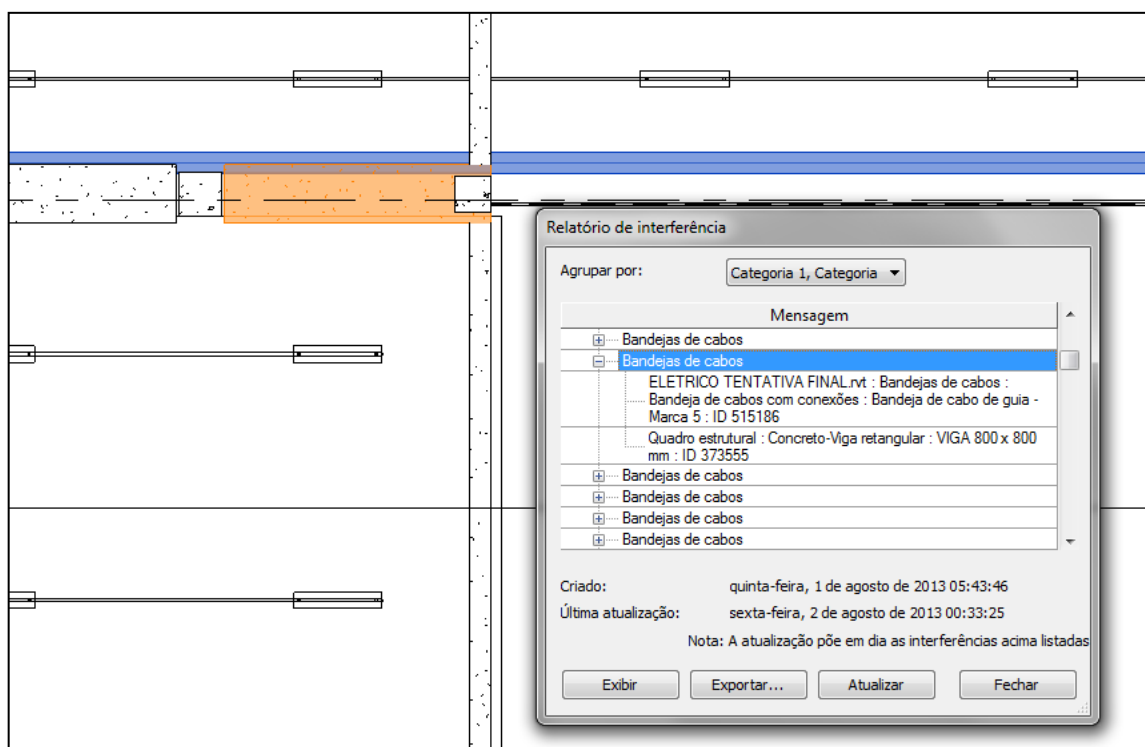 Relatório de interferência
Agrupar por:
Categoria 1, Categoria
Mensagem
Bandejas de cabos
Bandejas de cabos
ELETRICO TENTATIVA FINAL.rvt : Bandejas de cabos :
Bandeja de cabos com conexões : Bandeja de cabo de guia -
Marca 5 : ID 515186
Quadro estrutural : Concreto-Viga retangular : VIGA 800 x 800
mm : ID 373555
Bandejas de cabos
Bandejas de cabos
Bandejas de cabos
Bandejas de cabos
Criado:
quinta-feira, 1 de agosto de 2013 05:43:46
Última atualização:
sexta-feira, 2 de agosto de 2013 00:33:25
Nota: A atualização põe em dia as interferências acima listadas
Exibir
Exportar...
Atualizar
Fechar